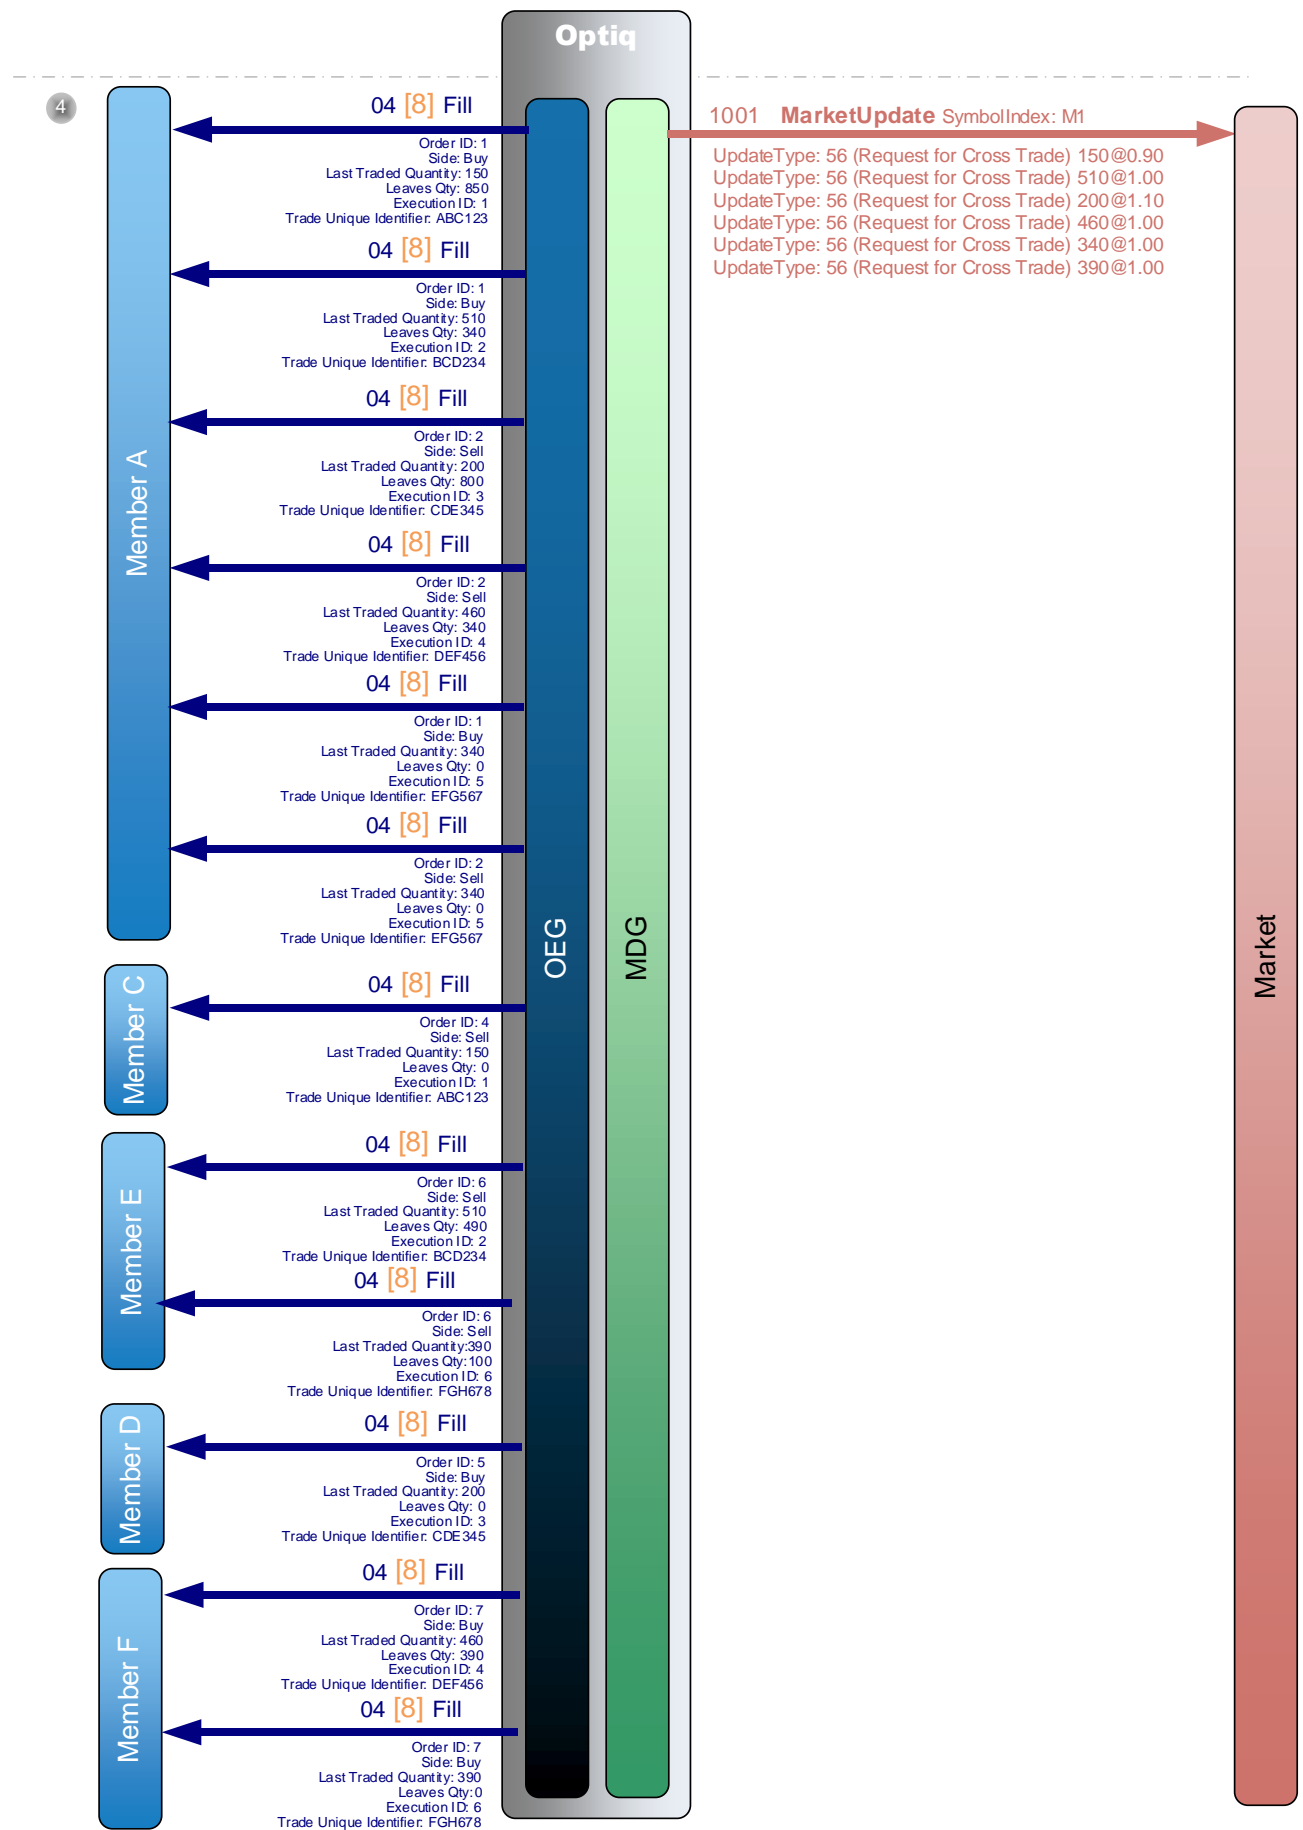 Optiq
4
04 [8] Fill
Order ID: 1
Side: Buy
Last Traded Quantity: 150
Leaves Qty: 850
Execution ID: 1
Trade Unique Identifier: ABC123
04 [8] Fill
Order ID: 1
Side: Buy
Last Traded Quantity: 510
Leaves Qty: 340
Execution ID: 2
Trade Unique Identifier: BCD234
04 [8] Fill
Order ID: 2
Side: Sell
Last Traded Quantity: 200
Leaves Qty: 800
Execution ID: 3
Trade Unique Identifier: CDE345
04 [8] Fill
Order ID: 2
Side: Sell
Last Traded Quantity: 460
Leaves Qty: 340
Execution ID: 4
Trade Unique Identifier: DEF456
04 [8] Fill
Order ID: 1
Side: Buy
Last Traded Quantity: 340
Leaves Qty: 0
Execution ID: 5
Trade Unique Identifier: EFG567
04 [8] Fill
Order ID: 2
Side: Sell
Last Traded Quantity: 340
Leaves Qty: 0
Execution ID: 5
Trade Unique Identifier: EFG567
Member A
04 [8] Fill
Order ID: 4
Side: Sell
Last Traded Quantity: 150
Leaves Qty: 0
Execution ID: 1
Trade Unique Identifier: ABC123
Member C
04 [8] Fill
Order ID: 6
Side: Sell
Last Traded Quantity: 510
Leaves Qty: 490
Execution ID: 2
Trade Unique Identifier: BCD234
04 [8] Fill
Order ID: 6
Side: Sell
Last Traded Quantity:390
Leaves Qty:100
Execution ID: 6
Trade Unique Identifier: FGH678
Member E
04 [8] Fill
Order ID: 5
Side: Buy
Last Traded Quantity: 200
Leaves Qty: 0
Execution ID: 3
Trade Unique Identifier: CDE345
Member D
04 [8] Fill
Order ID: 7
Side: Buy
Last Traded Quantity: 460
Leaves Qty: 390
Execution ID: 4
Trade Unique Identifier: DEF456
04 [8] Fill
Order ID: 7
Side: Buy
Last Traded Quantity: 390
Leaves Qty:0
Execution ID: 6
Trade Unique Identifier: FGH678
Member F
OEG
MDG
1001 MarketUpdate SymbolIndex: M1
UpdateType: 56 (Request for Cross Trade) 150@0.90
UpdateType: 56 (Request for Cross Trade) 510@1.00
UpdateType: 56 (Request for Cross Trade) 200@1.10
UpdateType: 56 (Request for Cross Trade) 460@1.00
UpdateType: 56 (Request for Cross Trade) 340@1.00
UpdateType: 56 (Request for Cross Trade) 390@1.00
Market